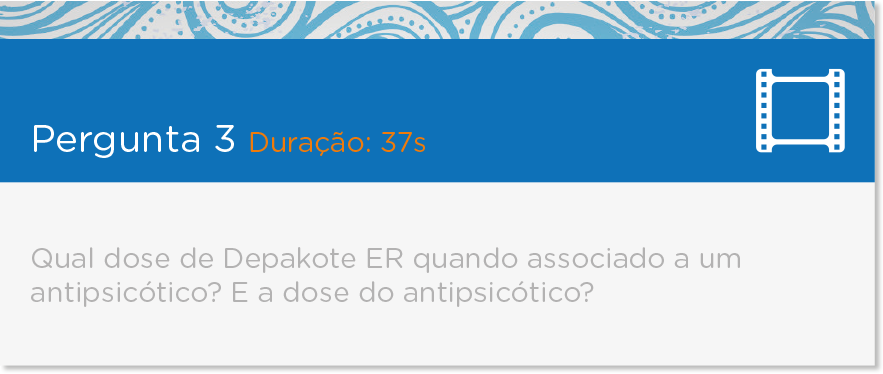 Pergunta 3 Duração: 37s
Qual dose de Depakote ER quando associado a um
antipsicótico? E a dose do antipsicótico?